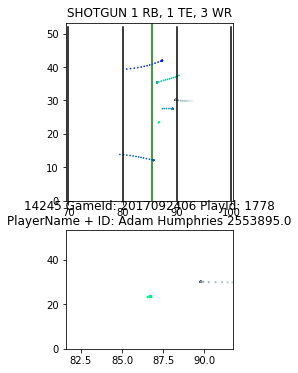 SHOTGUN 1 RB, 1 TE, 3 WR
50
40
30
20
10
0
70 80 90 100
14245 GameId: 2017092406 PlayId: 1778
PlayerName + ID: Adam Humphries 2553895.0
40
20
0
82.5 85.0 87.5 90.0